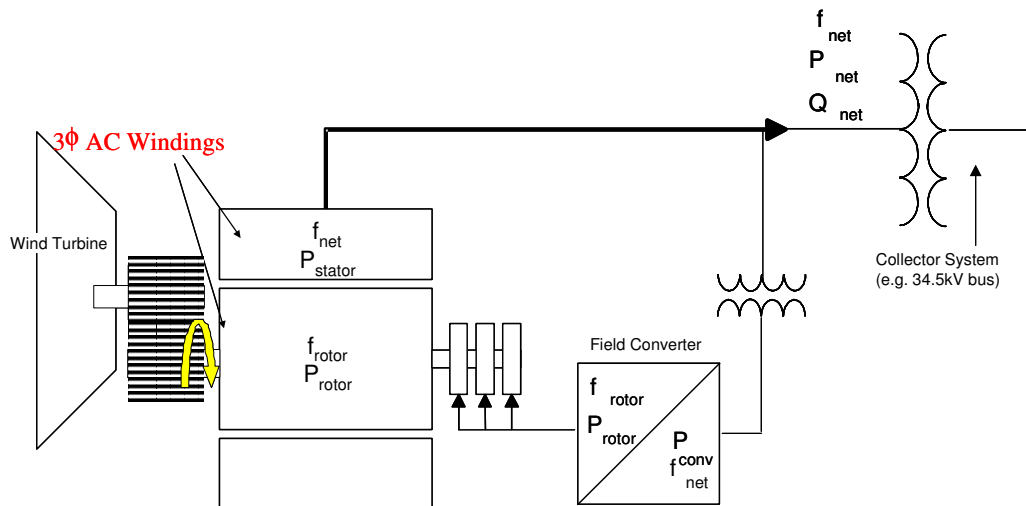 f net
P net
Q net
3ϕ AC Windings
Wind Turbine
f net
P stator
Collector System
(e.g. 34.5kV bus)
f rotor
P rotor
Field Converter
f rotor
P rotor
P conv
f net